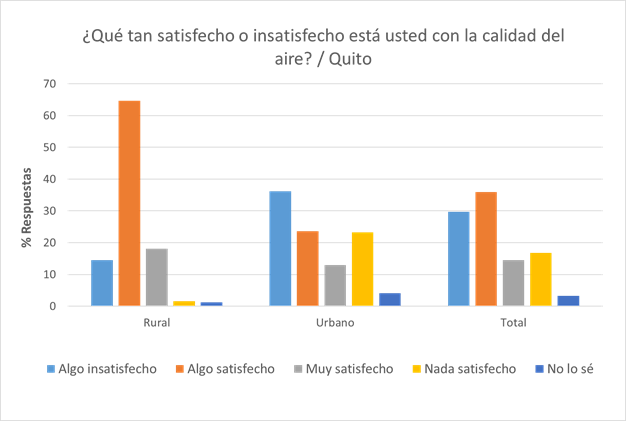 ¿Qué tan satisfecho o insatisfecho está usted con la calidad del
aire? / Quito
70
60
50
40
30
20
10
0
% Respuestas
Rural
Urbano
Total
Algo insatisfecho
Algo satisfecho
Muy satisfecho
Nada satisfecho
No lo sé